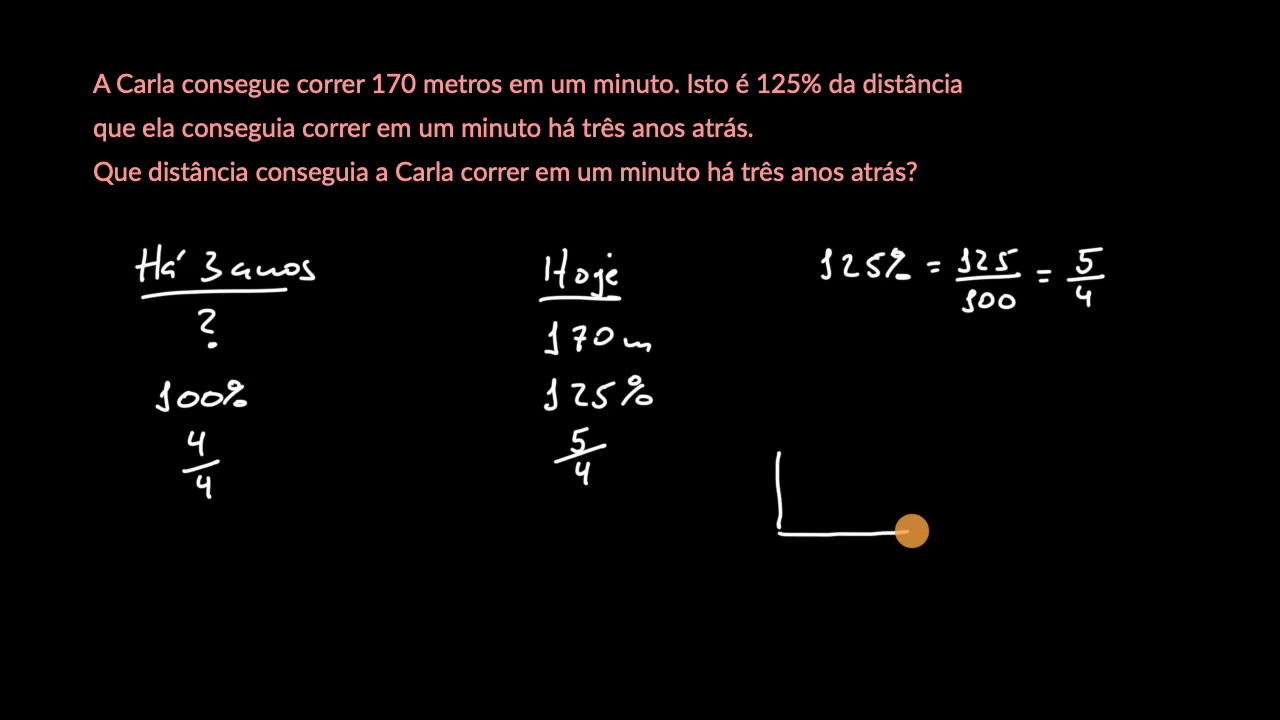 A Carla consegue correr 170 metros em um minuto. Isto é 125% da distância
que ela conseguia correr em um minuto há três anos atrás.
Que distância conseguia a Carla correr em um minuto há três anos atrás?
Há 3 anos
?
100%
4/4
Hoje
170 m
125%
5/4
125% = 125/100 = 5/4